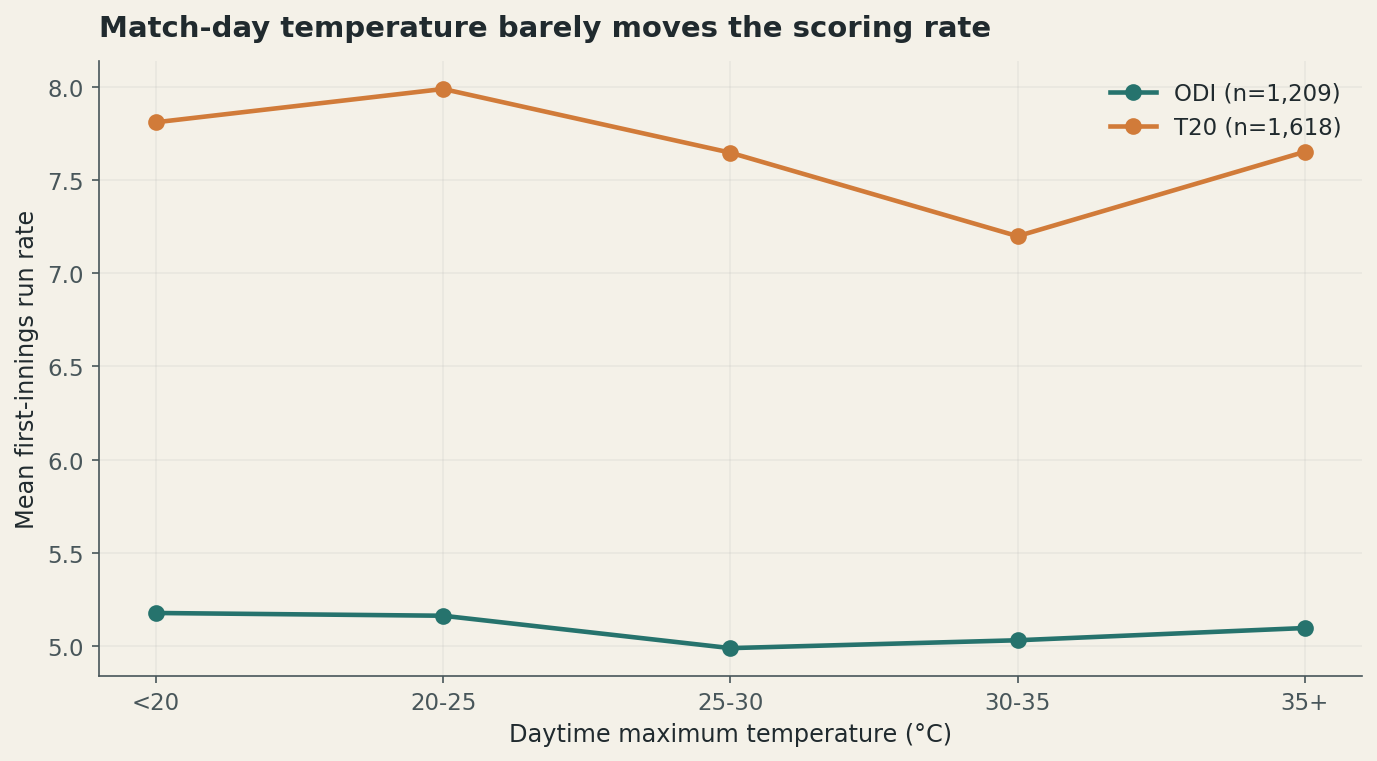 Match-day temperature barely moves the scoring rate
ODI (n=1,209)
T20 (n=1,618)
Mean first-innings run rate
8.0
7.5
7.0
6.5
6.0
5.5
5.0
<20 20-25 25-30 30-35 35+
Daytime maximum temperature (°C)